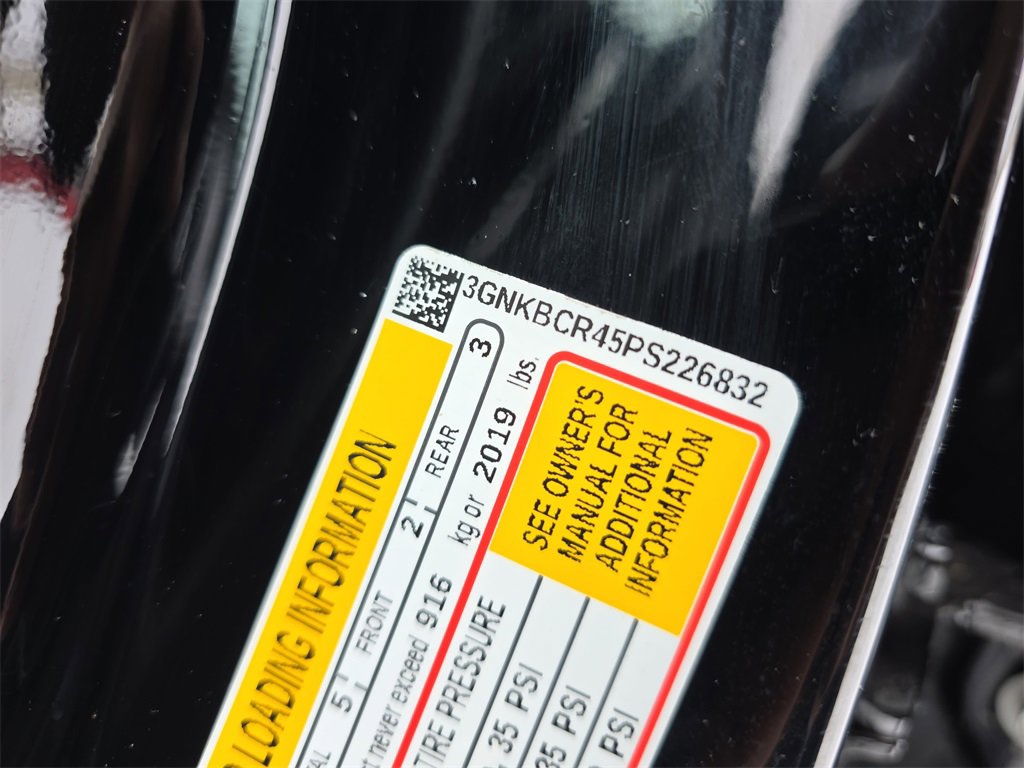 3GNKBCR45PS226832
LOADING INFORMATION
5 FRONT 2 REAR 3
never exceed 916 kg or 2019 lbs.
TIRE PRESSURE
SEE OWNER'S
MANUAL FOR
ADDITIONAL
INFORMATION
35 PSI
35 PSI
PSI